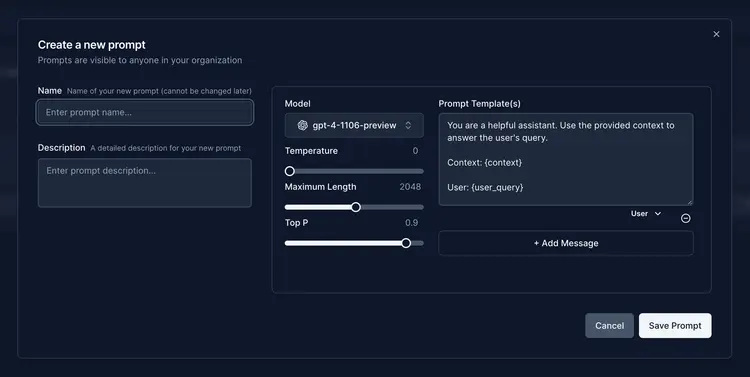 Create a new prompt
Prompts are visible to anyone in your organization
Name Name of your new prompt (cannot be changed later)
Enter prompt name...
Description A detailed description for your new prompt
Enter prompt description...
Model
gpt-4-1106-preview
Temperature 0
Maximum Length 2048
Top P 0.9
Prompt Template(s)
You are a helpful assistant. Use the provided context to
answer the user's query.
Context: {context}
User: {user_query}
User
+ Add Message
Cancel
Save Prompt